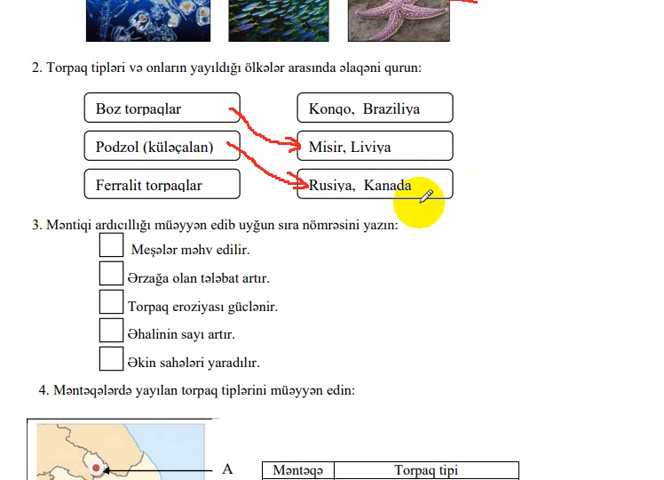 2. Torpaq tipləri və onların yayıldığı ölkələr arasında əlaqəni qurun:
Boz torpaqlar
Konqo, Braziliya
Podzol (küləçalan)
Misir, Liviya
Ferralit torpaqlar
Rusiya, Kanada
3. Məntiqi ardıcıllığı müəyyən edib uyğun sıra nömrəsini yazın:
Meşələr məhv edilir.
Ərzağa olan tələbat artır.
Torpaq eroziyası güclənir.
Əhalinin sayı artır.
Əkin sahələri yaradılır.
4. Məntəqələrdə yayılan torpaq tiplərini müəyyən edin:
A
Məntəqə
Torpaq tipi